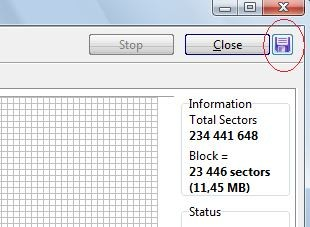 Stop
Close
Information
Total Sectors
234 441 648
Block =
23 446 sectors
(11,45 MB)
Status